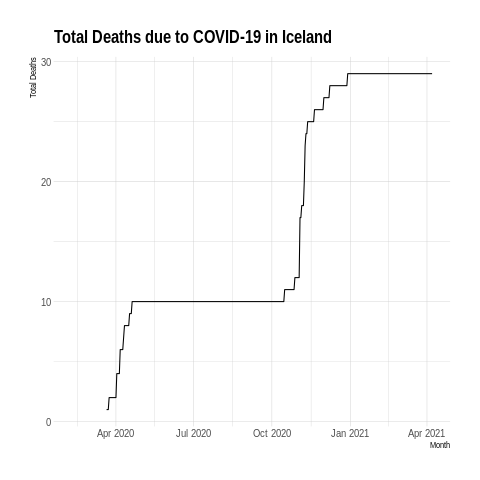 Total Deaths due to COVID-19 in Iceland
Total Deaths
30
20
10
0
Apr 2020 Jul 2020 Oct 2020 Jan 2021 Apr 2021
Month